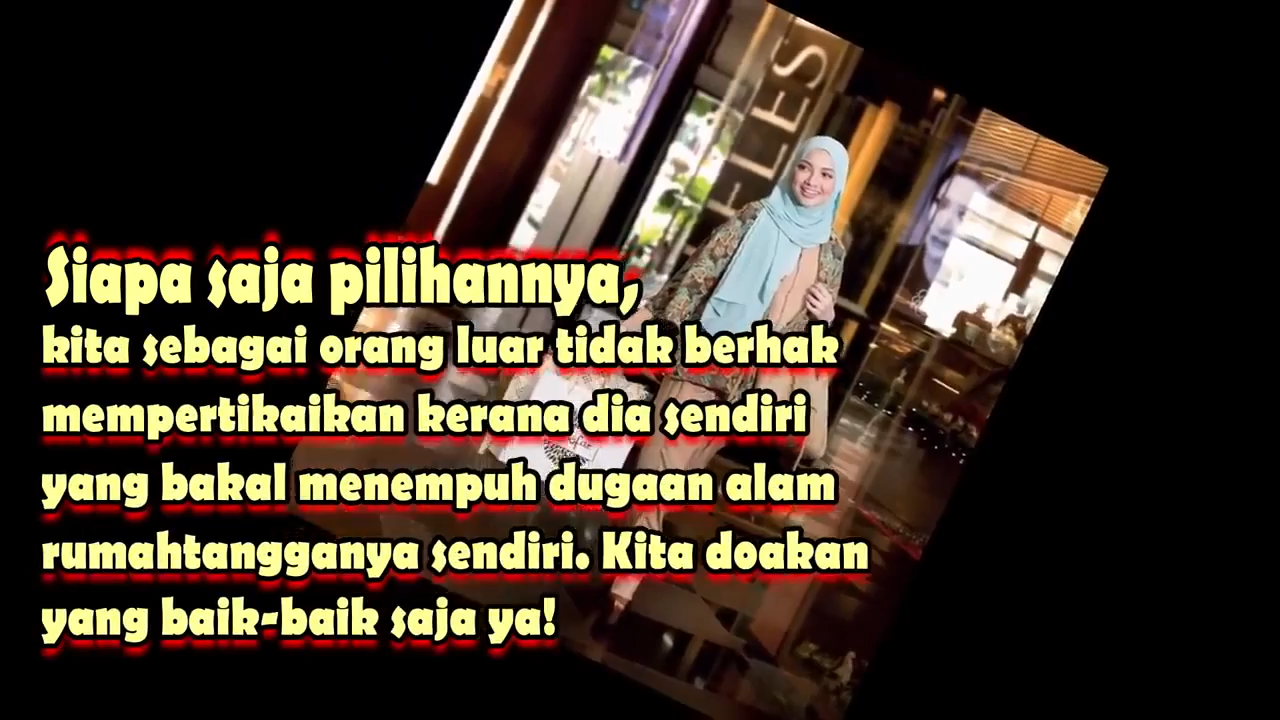 LES
Siapa saja pilihannya,
kita sebagai orang luar tidak berhak
mempertikaikan kerana dia sendiri
yang bakal menempuh dugaan alam
rumahtangganya sendiri. Kita doakan
yang baik-baik saja ya!